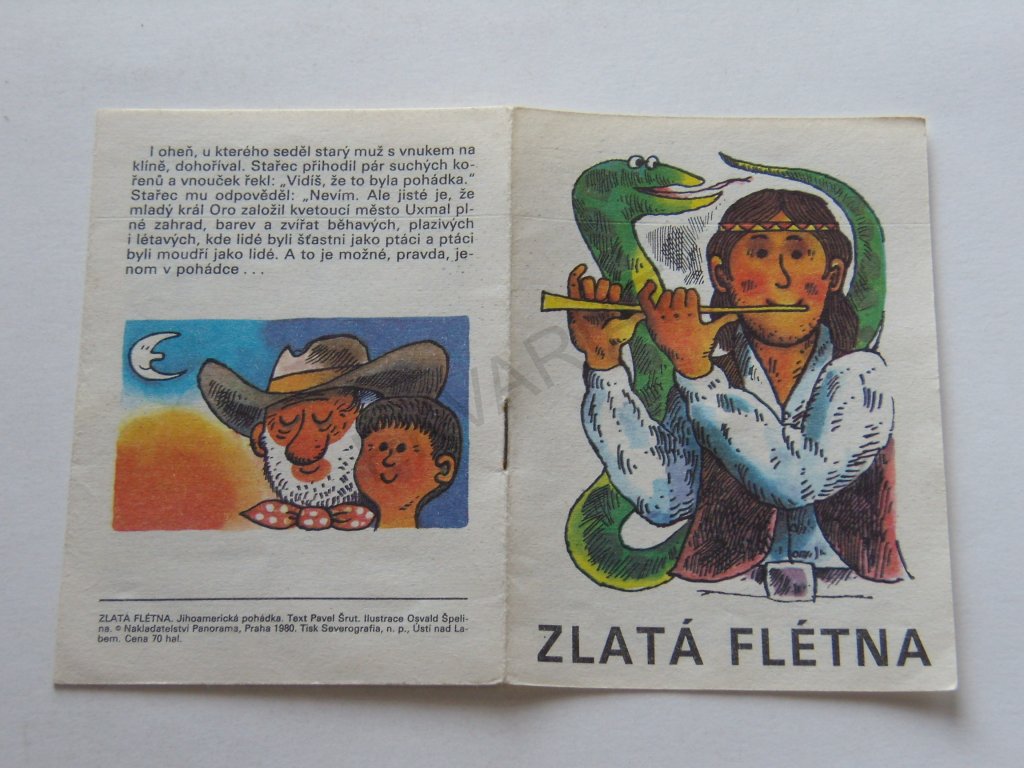 I oheň, u kterého seděl starý muž s vnukem na
klíně, dohoříval. Stařec přihodil pár suchých ko-
řenů a vnouček řekl: „Vidíš, že to byla pohádka."
Stařec mu odpověděl: „Nevím. Ale jisté je, že
mladý král Oro založil kvetoucí město Uxmal pl-
né zahrad, barev a zvířat běhavých, plazivých
i létavých, kde lidé byli šťastni jako ptáci a ptáci
byli moudří jako lidé. A to je možné, pravda, je-
nom v pohádce . . .
ZLATÁ FLÉTNA. Jihoamerická pohádka. Text Pavel Šrut. Ilustrace Osvald Špeli-
na. © Nakladatelství Panorama, Praha 1980. Tisk Severografia, n. p., Ústí nad La-
bem. Cena 70 hal.
ZLATÁ FLÉTNA